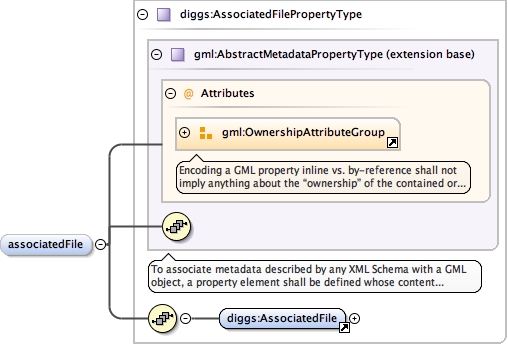 diggs:AssociatedFilePropertyType
gml:AbstractMetadataPropertyType (extension base)
@ Attributes
gml:OwnershipAttributeGroup
Encoding a GML property inline vs. by-reference shall not
imply anything about the “ownership” of the contained or...
associatedFile
To associate metadata described by any XML Schema with a GML
object, a property element shall be defined whose content...
diggs:AssociatedFile